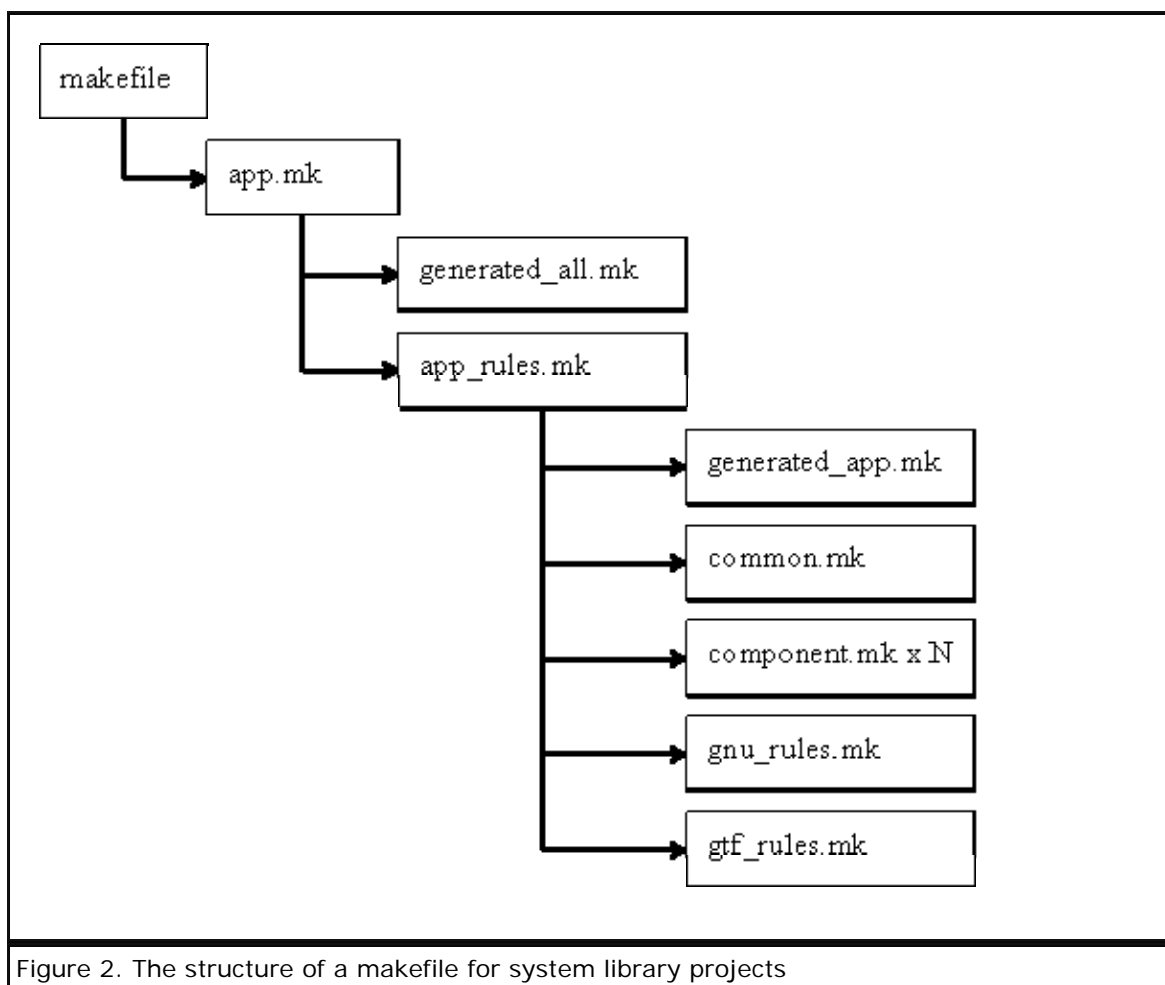 makefile
app.mk
generated_all.mk
app_rules.mk
generated_app.mk
common.mk
component.mk x N
gnu_rules.mk
gtf_rules.mk
Figure 2. The structure of a makefile for system library projects